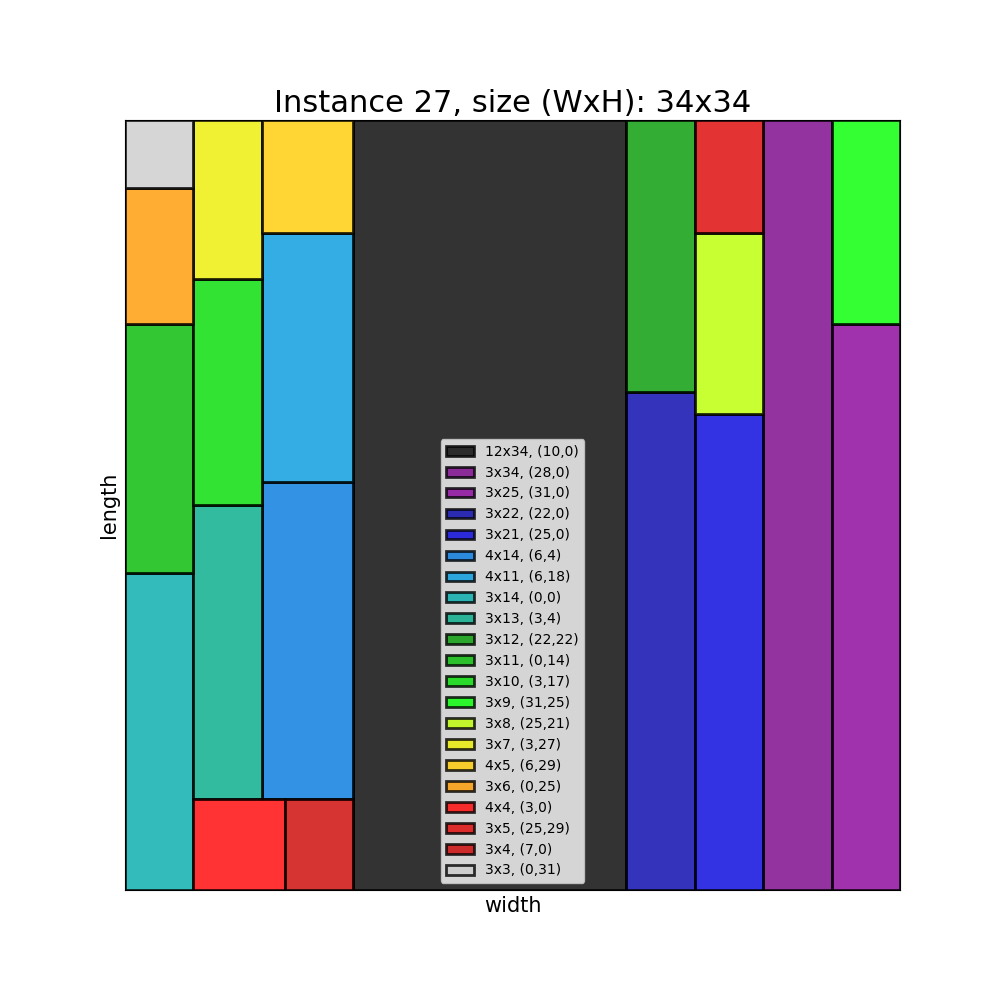 Instance 27, size (WxH): 34x34
length
12x34, (10,0)
3x34, (28,0)
3x25, (31,0)
3x22, (22,0)
3x21, (25,0)
4x14, (6,4)
4x11, (6,18)
3x14, (0,0)
3x13, (3,4)
3x12, (22,22)
3x11, (0,14)
3x10, (3,17)
3x9, (31,25)
3x8, (25,21)
3x7, (3,27)
4x5, (6,29)
3x6, (0,25)
4x4, (3,0)
3x5, (25,29)
3x4, (7,0)
3x3, (0,31)
width